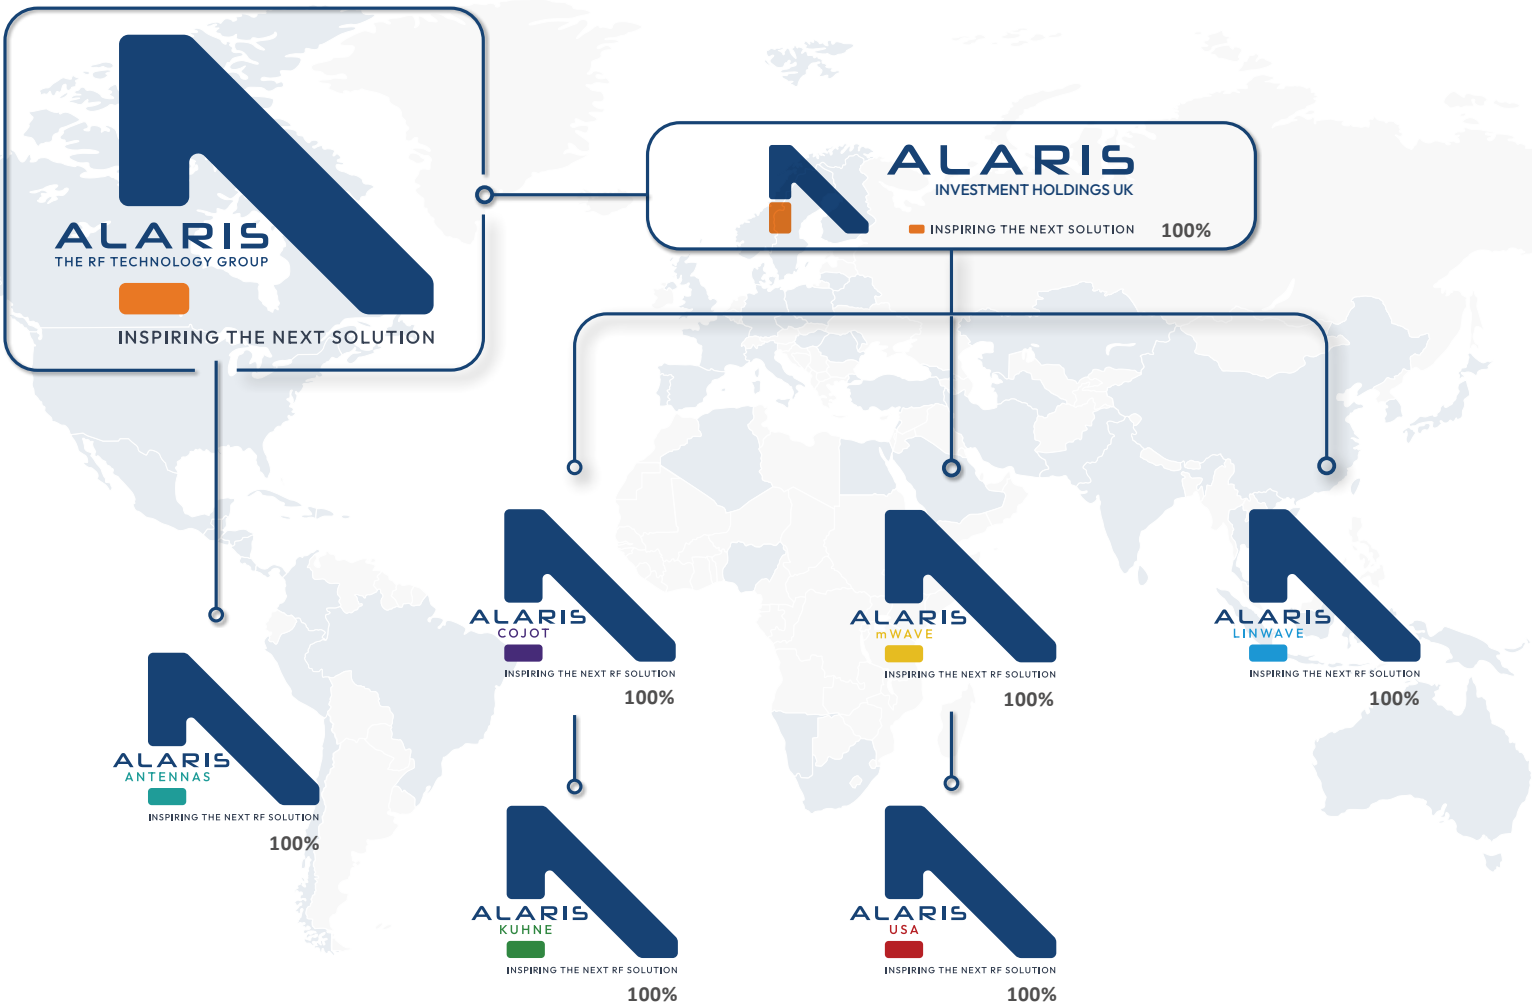 ALARIS
THE RF TECHNOLOGY GROUP
INSPIRING THE NEXT SOLUTION
ALARIS
INVESTMENT HOLDINGS UK
INSPIRING THE NEXT SOLUTION 100%
ALARIS
COJOT
INSPIRING THE NEXT RF SOLUTION
100%
ALARIS
mWAVE
INSPIRING THE NEXT RF SOLUTION
100%
ALARIS
LINWAVE
INSPIRING THE NEXT RF SOLUTION
100%
ALARIS
ANTENNAS
INSPIRING THE NEXT RF SOLUTION
100%
ALARIS
KUHNE
INSPIRING THE NEXT RF SOLUTION
100%
ALARIS
USA
INSPIRING THE NEXT RF SOLUTION
100%